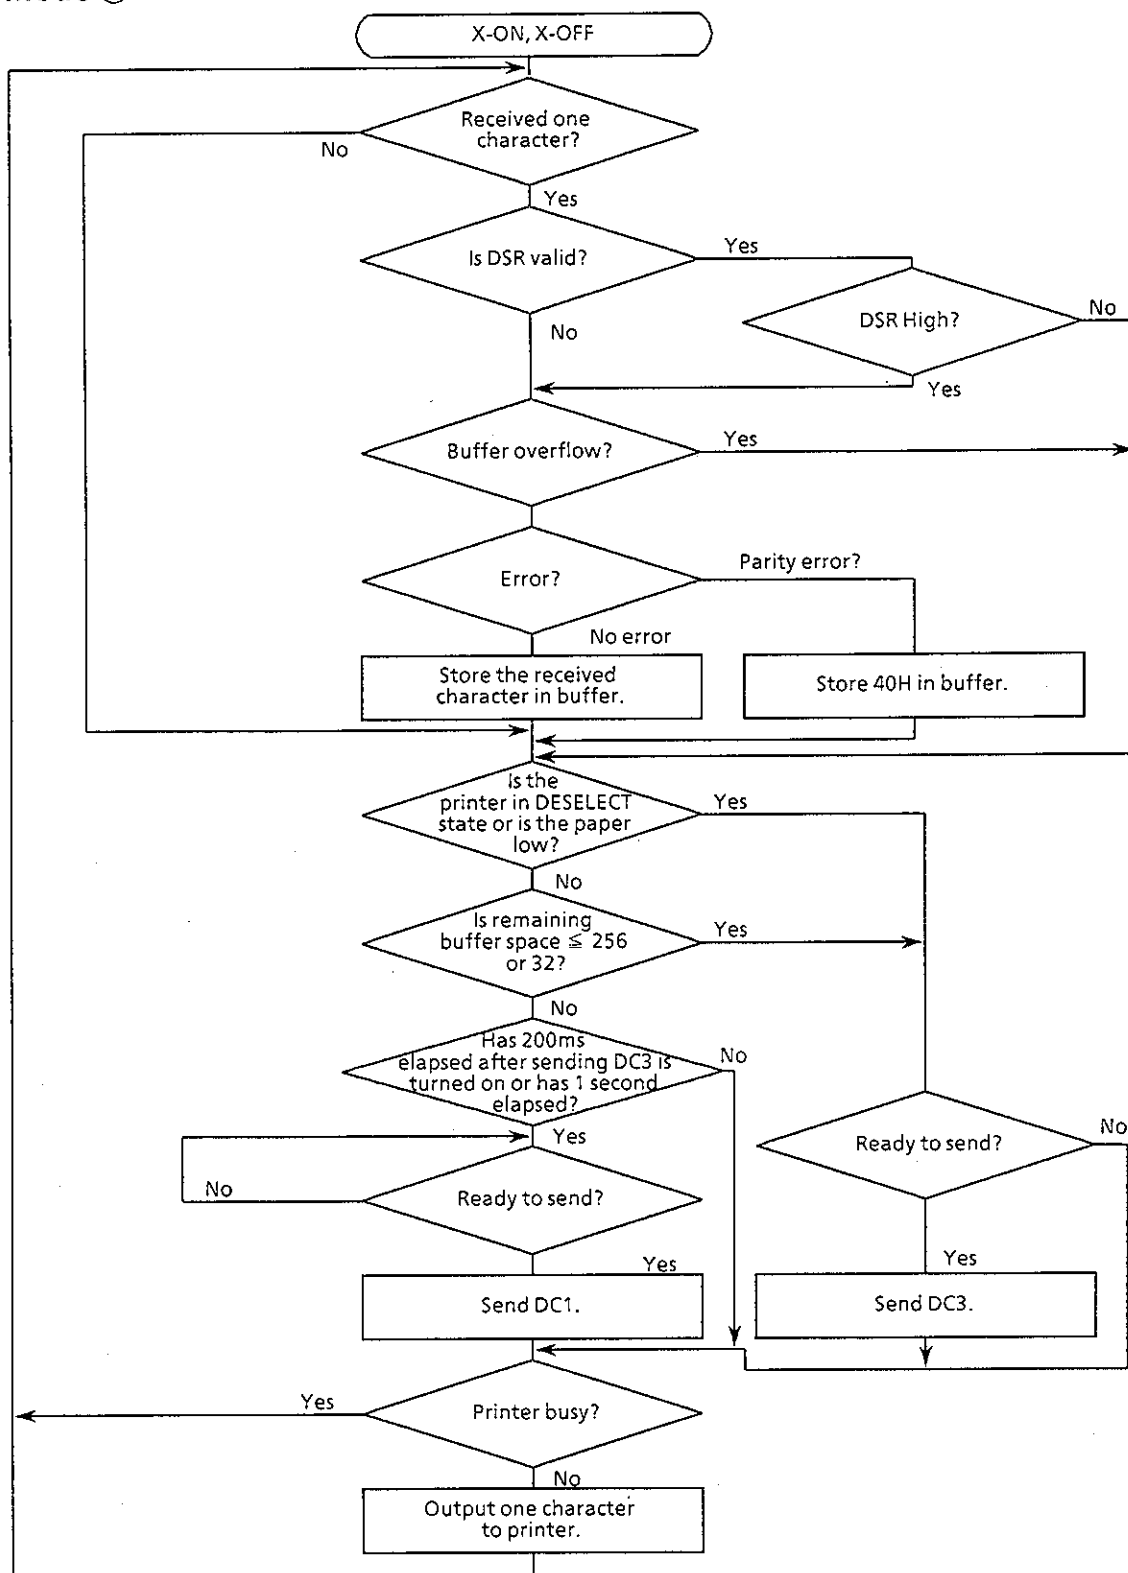 X-ON, X-OFF
Received one
character?
No
Yes
Is DSR valid?
Yes
DSR High?
No
No
Yes
Buffer overflow?
Yes
Error?
Parity error?
No error
Store the received
character in buffer.
Store 40H in buffer.
Is the
printer in DESELECT
state or is the paper
low?
Yes
No
Is remaining
buffer space ≦ 256
or 32?
Yes
No
Has 200ms
elapsed after sending DC3 is
turned on or has 1 second
elapsed?
No
Yes
Ready to send?
No
Ready to send?
No
Yes
Yes
Send DC1.
Send DC3.
Yes
Printer busy?
No
Output one character
to printer.